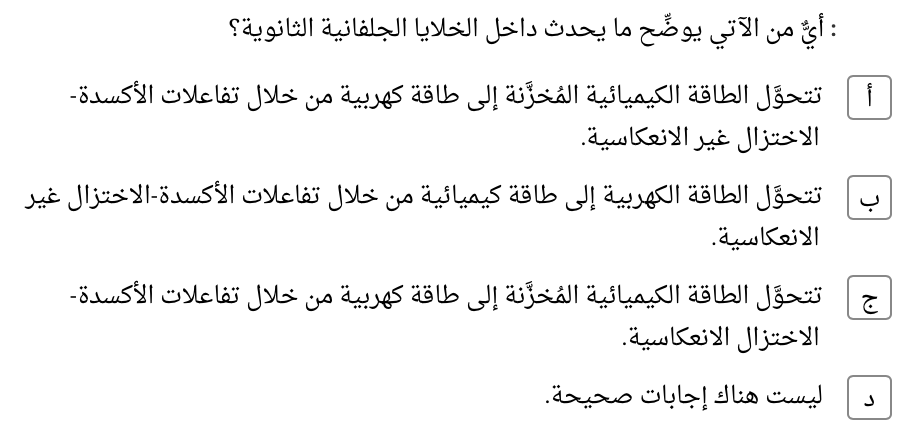 : أيٌّ من الآتي يوضِّح ما يحدث داخل الخلايا الجلفانية الثانوية؟
أ تتحوَّل الطاقة الكيميائية المُخزَّنة إلى طاقة كهربية من خلال تفاعلات الأكسدة-
الاختزال غير الانعكاسية.
ب تتحوَّل الطاقة الكهربية إلى طاقة كيميائية من خلال تفاعلات الأكسدة-الاختزال غير
الانعكاسية.
ج تتحوَّل الطاقة الكيميائية المُخزَّنة إلى طاقة كهربية من خلال تفاعلات الأكسدة-
الاختزال الانعكاسية.
د ليست هناك إجابات صحيحة.